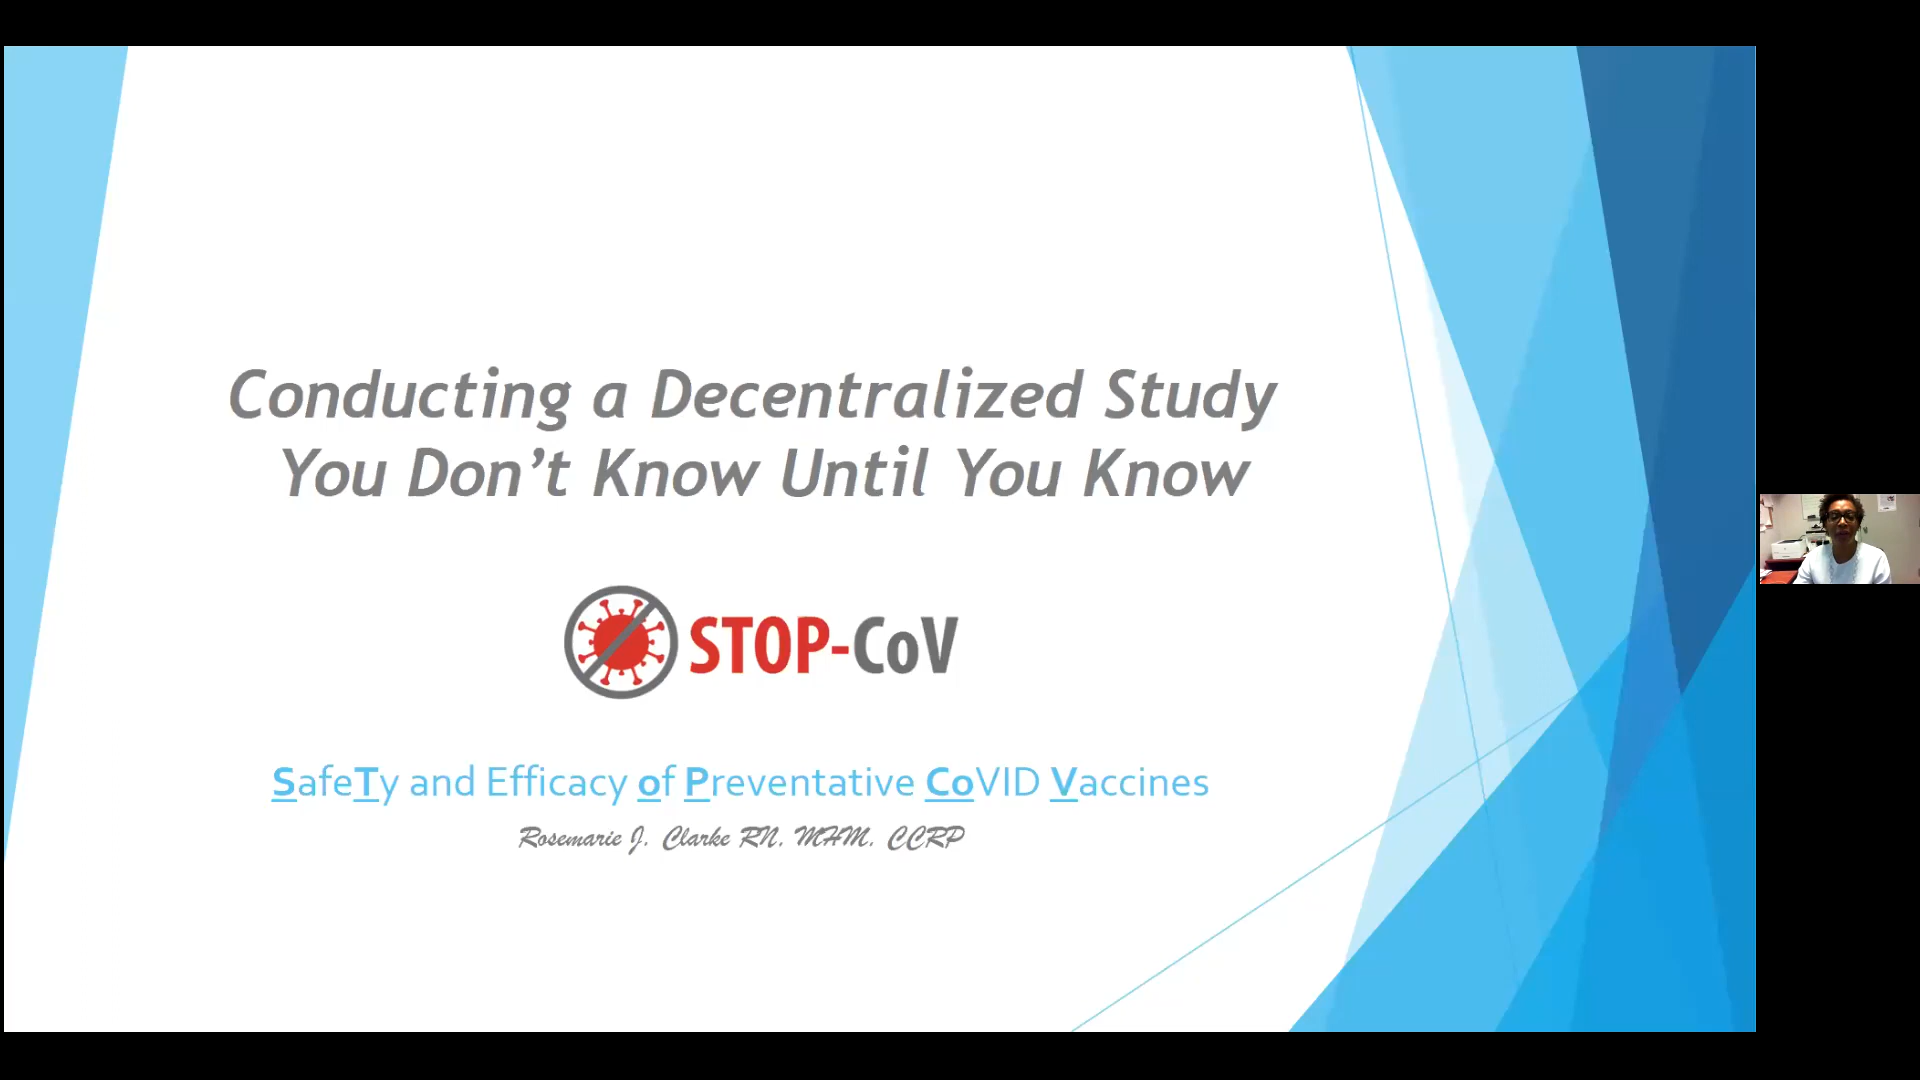 Conducting a Decentralized Study
You Don’t Know Until You Know
STOP-CoV
SafeTy and Efficacy of Preventative CoVID Vaccines
Rosemarie J. Clarke RN. MHM. CCRP